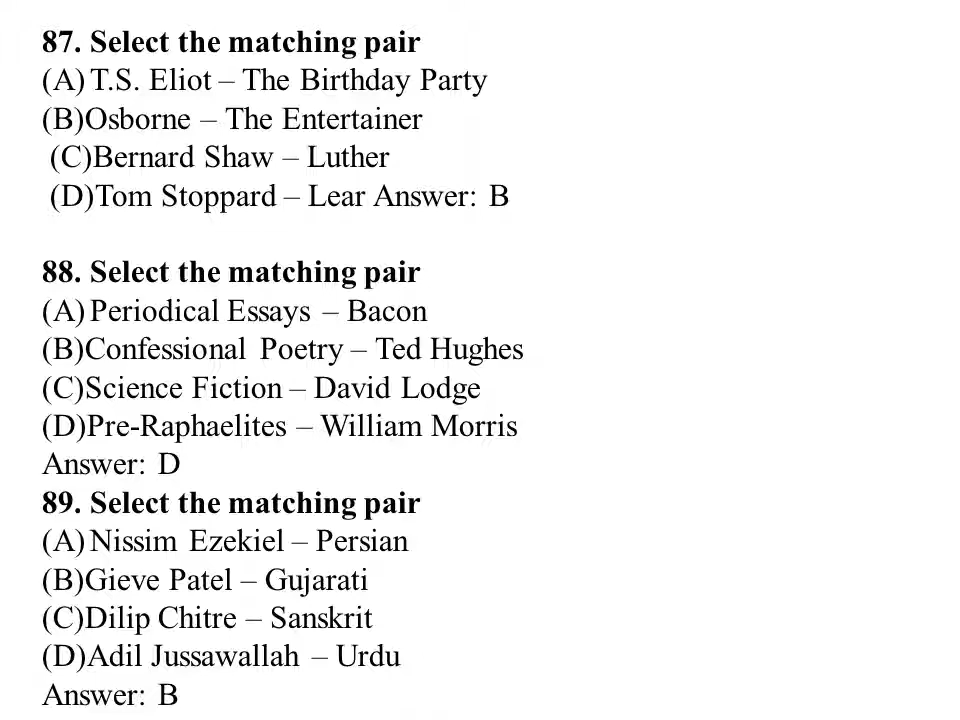 87. Select the matching pair
(A) T.S. Eliot – The Birthday Party
(B)Osborne – The Entertainer
(C)Bernard Shaw – Luther
(D)Tom Stoppard – Lear Answer: B
88. Select the matching pair
(A) Periodical Essays – Bacon
(B)Confessional Poetry – Ted Hughes
(C)Science Fiction – David Lodge
(D)Pre-Raphaelites – William Morris
Answer: D
89. Select the matching pair
(A) Nissim Ezekiel – Persian
(B)Gieve Patel – Gujarati
(C)Dilip Chitre – Sanskrit
(D)Adil Jussawallah – Urdu
Answer: B